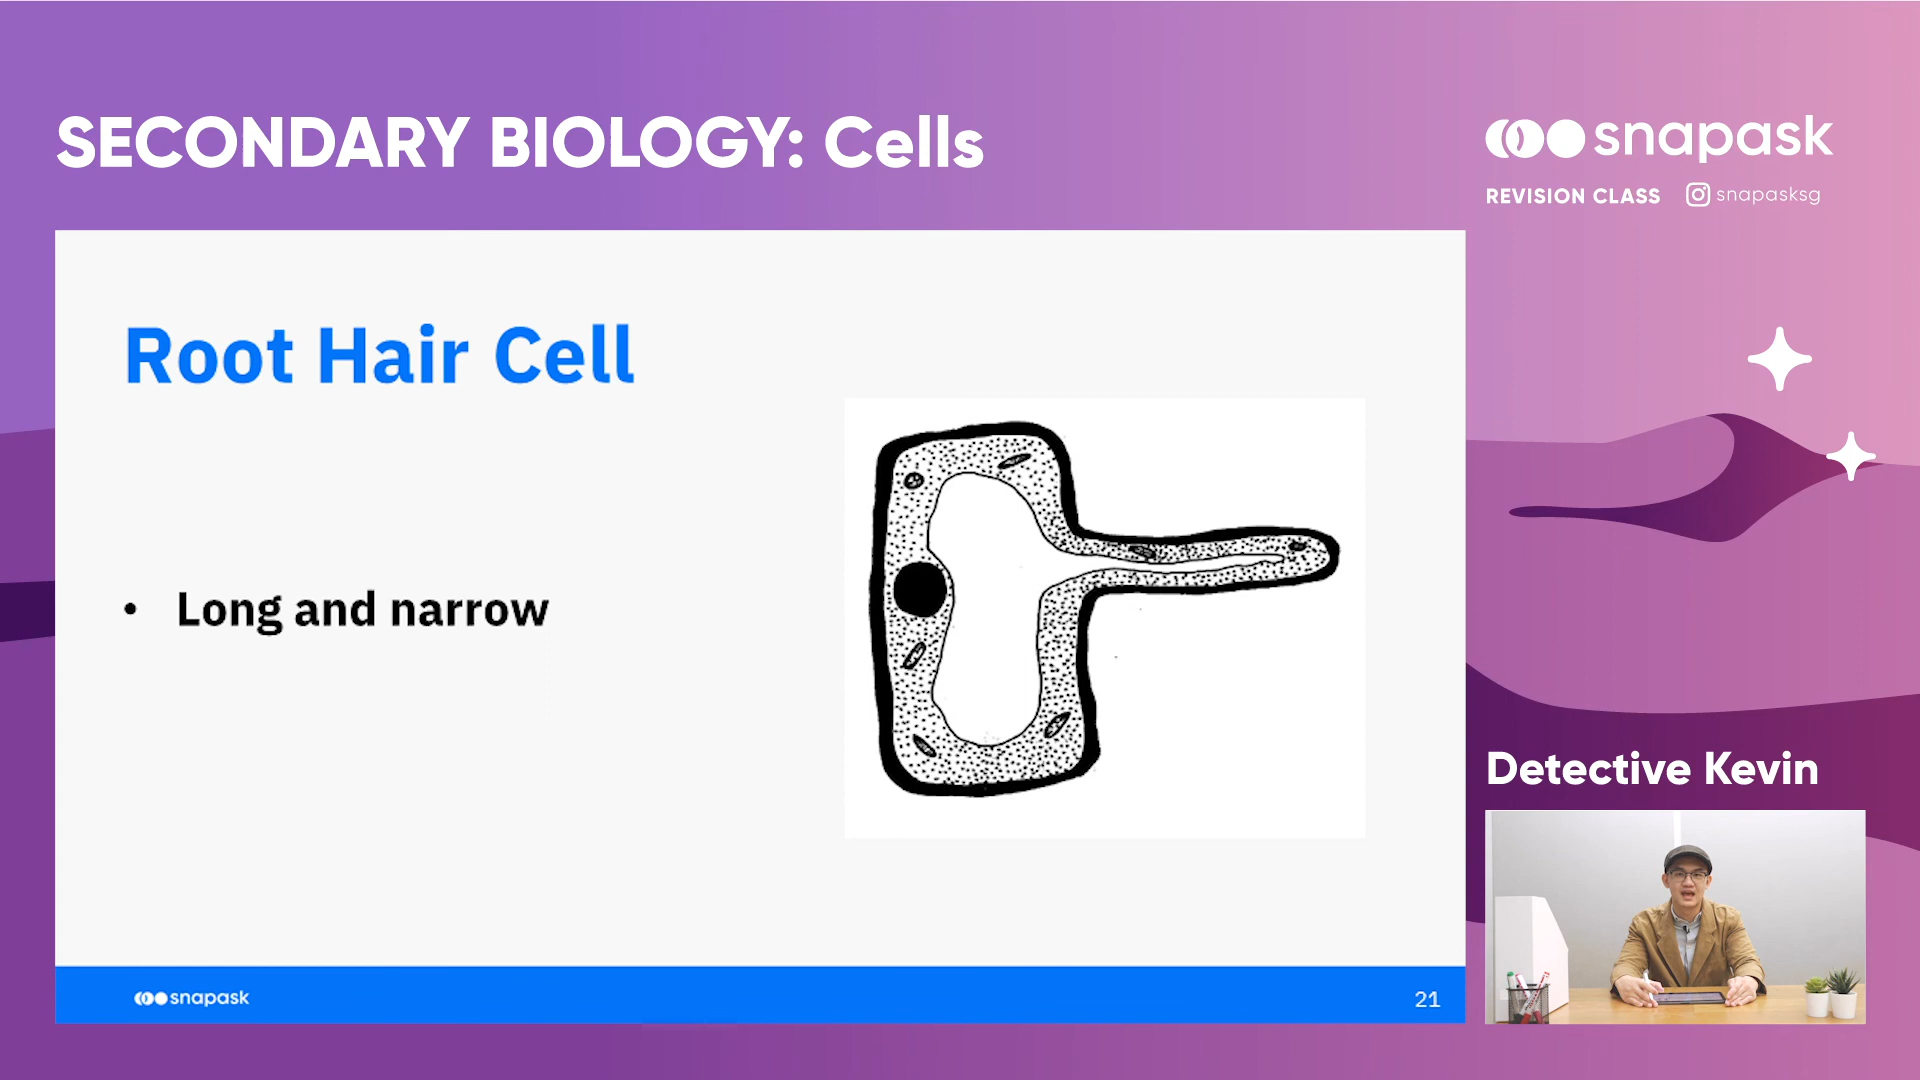 SECONDARY BIOLOGY: Cells
snapask
REVISION CLASS snapasksg
Root Hair Cell
• Long and narrow
Detective Kevin
snapask
21